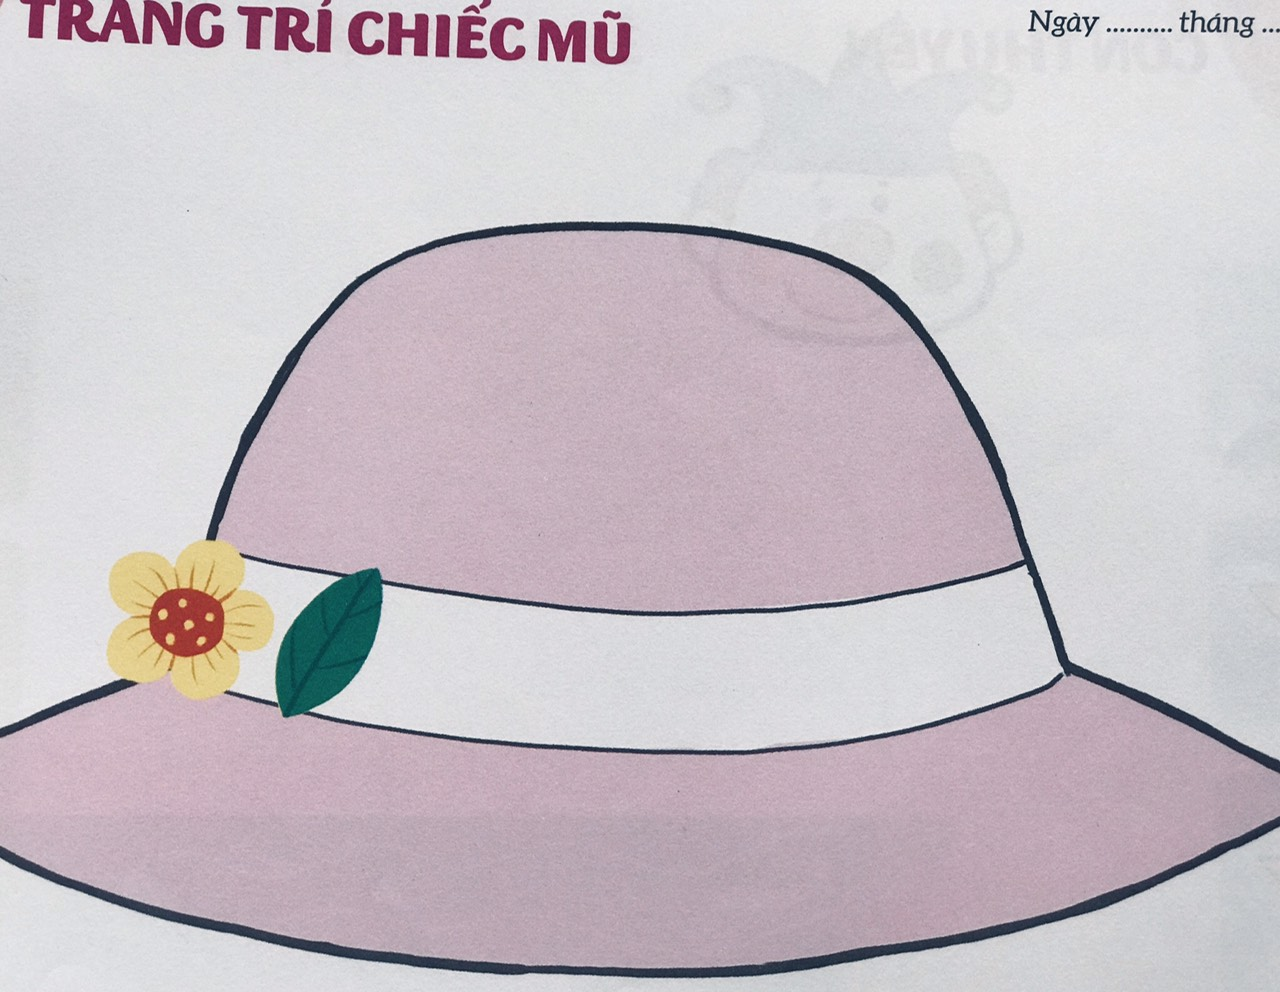 TRANG TRÍ CHIẾC MŨ
Ngày ......... tháng ...